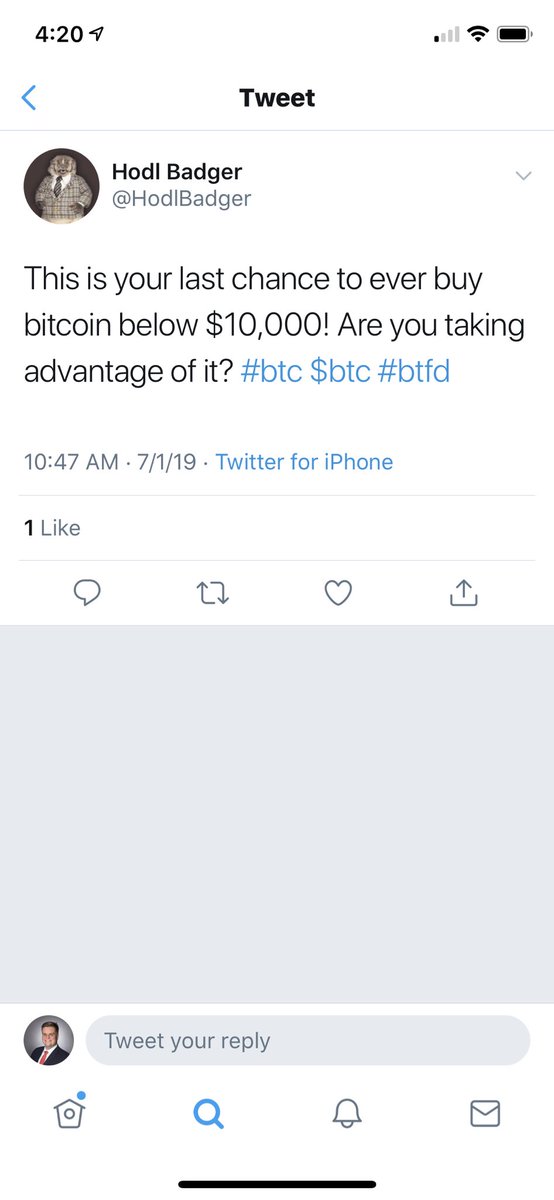 4:20
Tweet
Hodl Badger
@HodlBadger
This is your last chance to ever buy
bitcoin below $10,000! Are you taking
advantage of it? #btc $btc #btfd
10:47 AM · 7/1/19 · Twitter for iPhone
1 Like
Tweet your reply